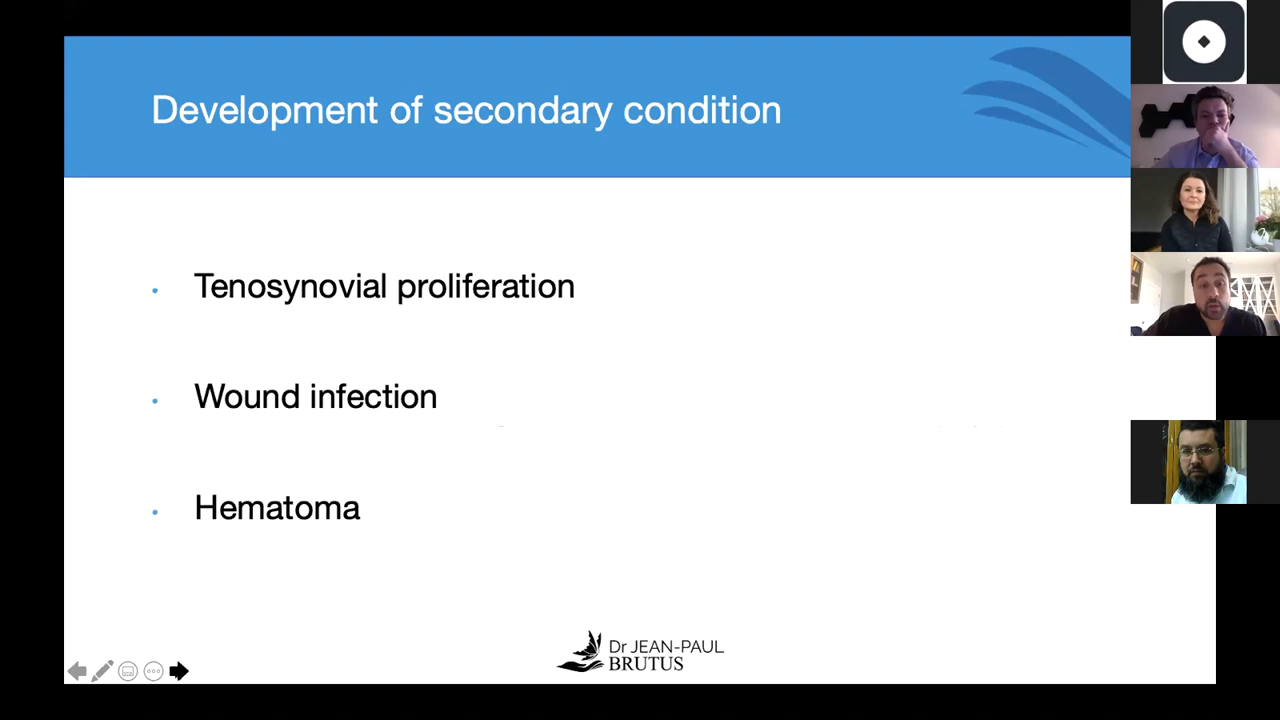 Development of secondary condition
• Tenosynovial proliferation
• Wound infection
• Hematoma
Dr JEAN-PAUL
BRUTUS